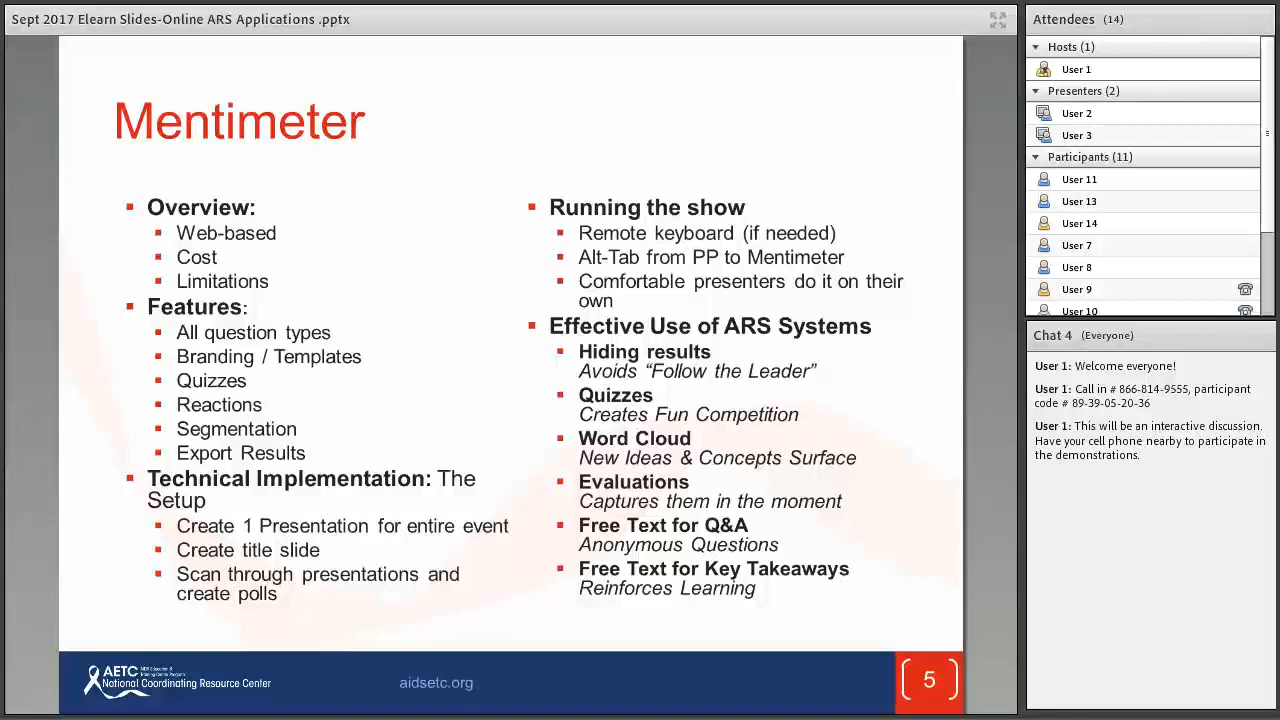 Sept 2017 Elearn Slides-Online ARS Applications .pptx
Mentimeter
Overview:
Web-based
Cost
Limitations
Features:
All question types
Branding / Templates
Quizzes
Reactions
Segmentation
Export Results
Technical Implementation: The
Setup
Create 1 Presentation for entire event
Create title slide
Scan through presentations and
create polls
Running the show
Remote keyboard (if needed)
Alt-Tab from PP to Mentimeter
Comfortable presenters do it on their
own
Effective Use of ARS Systems
Hiding results
Avoids “Follow the Leader”
Quizzes
Creates Fun Competition
Word Cloud
New Ideas & Concepts Surface
Evaluations
Captures them in the moment
Free Text for Q&A
Anonymous Questions
Free Text for Key Takeaways
Reinforces Learning
AETC AIDS Education &
Training Center Program
National Coordinating Resource Center
aidsetc.org
5
Attendees (14)
Hosts (1)
User 1
Presenters (2)
User 2
User 3
Participants (11)
User 11
User 13
User 14
User 7
User 8
User 9
User 10
Chat 4 (Everyone)
User 1: Welcome everyone!
User 1: Call in # 866-814-9555, participant
code # 89-39-05-20-36
User 1: This will be an interactive discussion.
Have your cell phone nearby to participate in
the demonstrations.